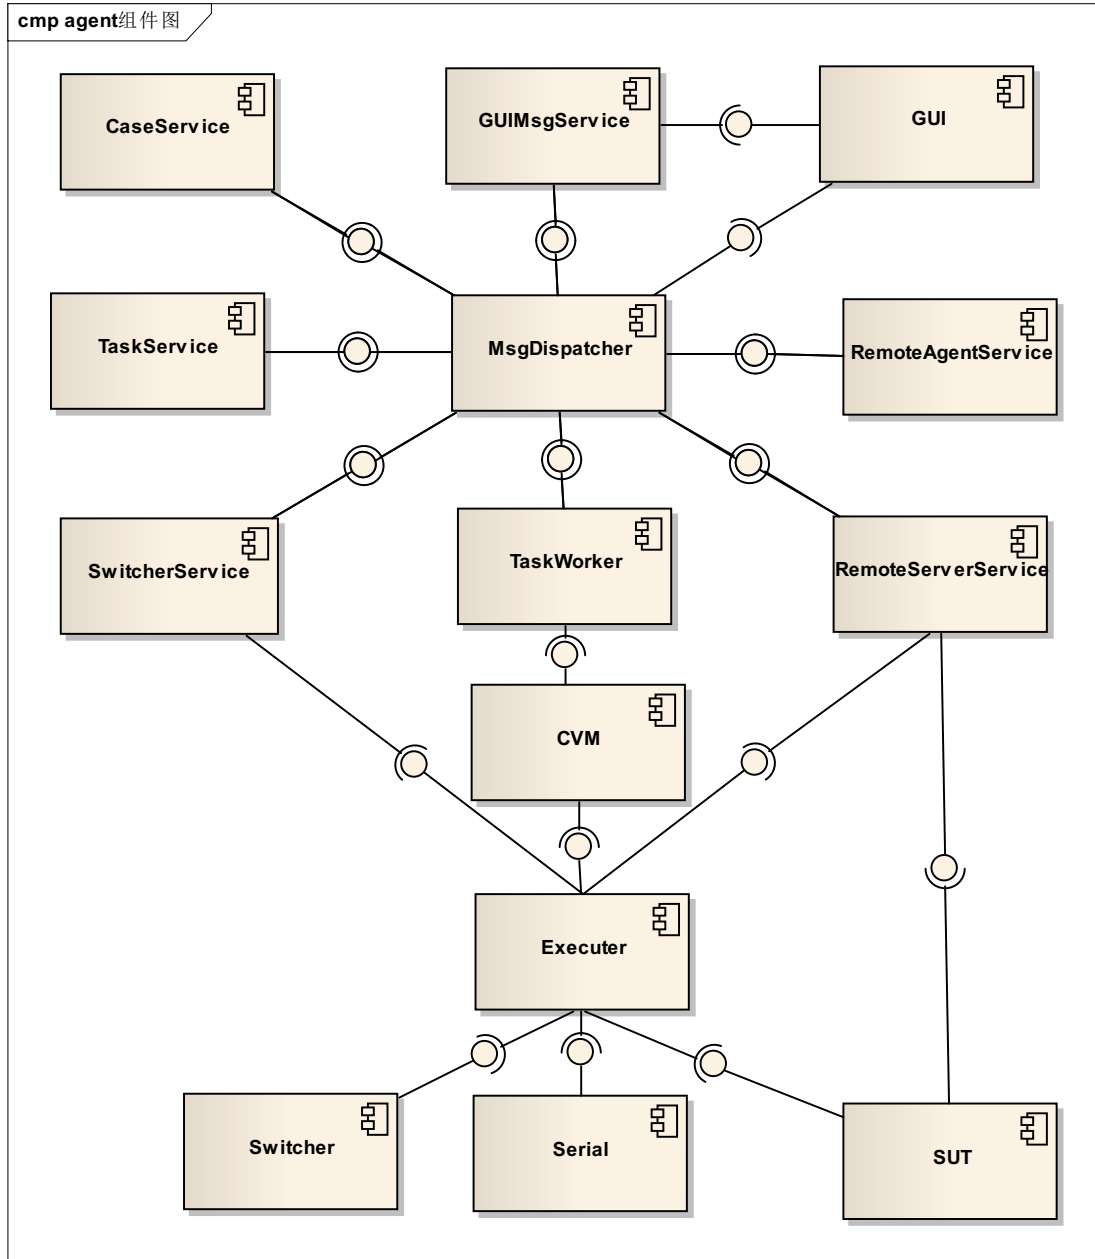 cmp agent组件图
CaseService
GUIMsgService
GUI
TaskService
MsgDispatcher
RemoteAgentService
SwitcherService
TaskWorker
RemoteServerService
CVM
Executer
Switcher
Serial
SUT